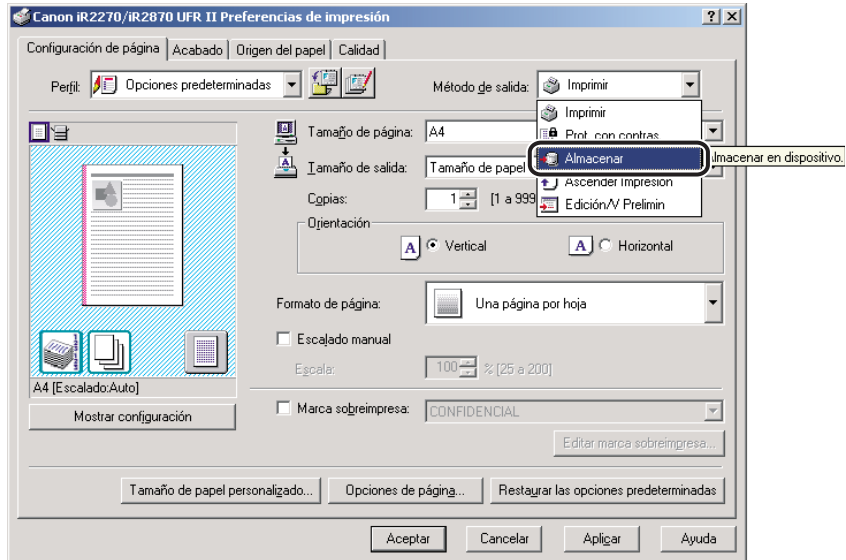 Canon iR2270/iR2870 UFR II Preferencias de impresión
Configuración de página Acabado Origen del papel Calidad
Perfil: Opciones predeterminadas Método de salida: Imprimir
Imprimir
Prot. con contras
Almacenar
Almacenar en dispositivo.
Ascender Impresión
Edición/V Prelimin
Tamaño de página: A4
Tamaño de salida: Tamaño de papel
Copias: 1 [1 a 999
Orientación
A Vertical A Horizontal
Formato de página: Una página por hoja
Escalado manual
Escala: 100 % [25 a 200]
A4 [Escalado:Auto]
Mostrar configuración
Marca sobreimpresa: CONFIDENCIAL
Editar marca sobreimpresa...
Tamaño de papel personalizado... Opciones de página... Restaurar las opciones predeterminadas
Aceptar Cancelar Aplicar Ayuda